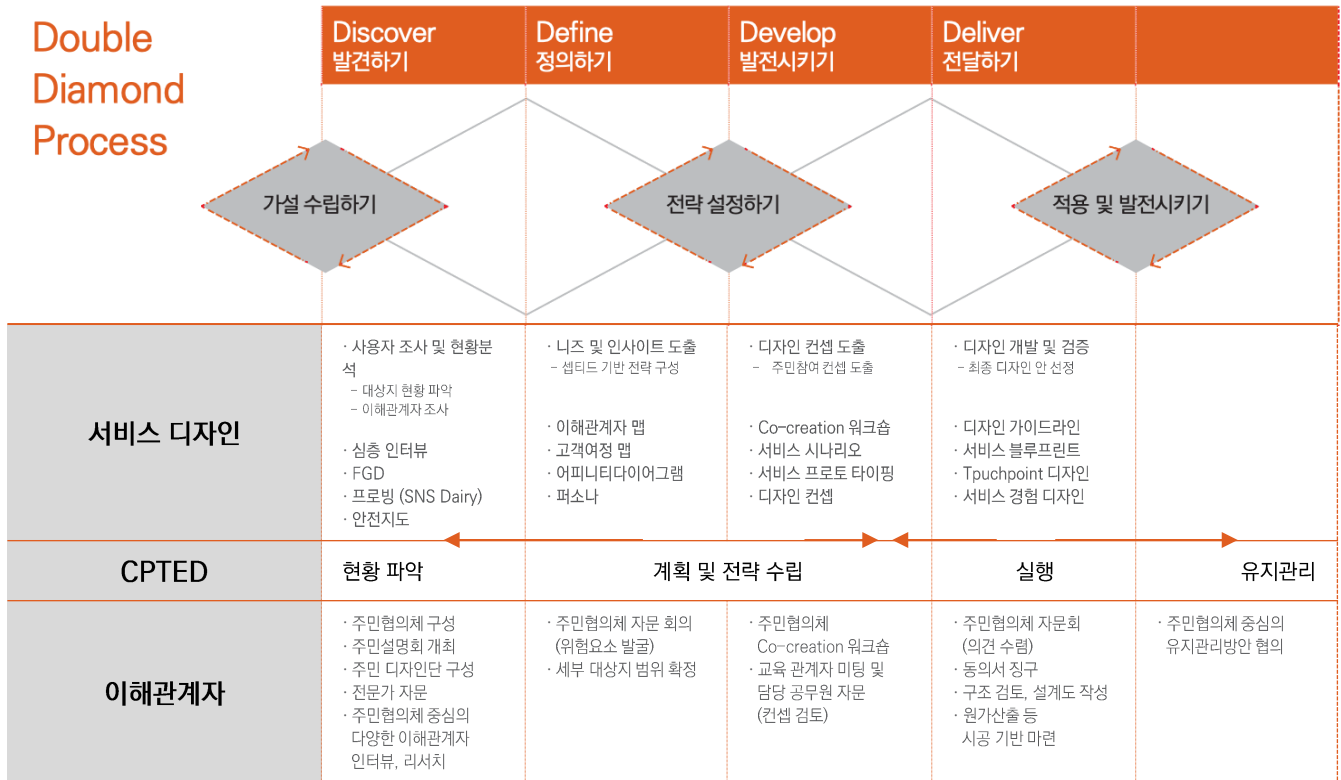 Double
Diamond
Process
Discover
발견하기
Define
정의하기
Develop
발전시키기
Deliver
전달하기
가설 수립하기
전략 설정하기
적용 및 발전시키기
서비스 디자인
· 사용자 조사 및 현황분
석
- 대상지 현황 파악
- 이해관계자 조사
· 심층 인터뷰
· FGD
· 프로빙 (SNS Dairy)
· 안전지도
· 니즈 및 인사이트 도출
- 셉티드 기반 전략 구성
· 이해관계자 맵
· 고객여정 맵
· 어피니티다이어그램
· 퍼소나
· 디자인 컨셉 도출
- 주민참여 컨셉 도출
· Co-creation 워크숍
· 서비스 시나리오
· 서비스 프로토 타이핑
· 디자인 컨셉
· 디자인 개발 및 검증
- 최종 디자인 안 선정
· 디자인 가이드라인
· 서비스 블루프린트
· Tpuchpoint 디자인
· 서비스 경험 디자인
CPTED
현황 파악
계획 및 전략 수립
실행
유지관리
이해관계자
· 주민협의체 구성
· 주민설명회 개최
· 주민 디자인단 구성
· 전문가 자문
· 주민협의체 중심의
다양한 이해관계자
인터뷰, 리서치
· 주민협의체 자문 회의
(위험요소 발굴)
· 세부 대상지 범위 확정
· 주민협의체
Co-creation 워크숍
· 교육 관계자 미팅 및
담당 공무원 자문
(컨셉 검토)
· 주민협의체 자문회
(의견 수렴)
· 동의서 징구
· 구조 검토, 설계도 작성
· 원가산출 등
시공 기반 마련
· 주민협의체 중심의
유지관리방안 협의